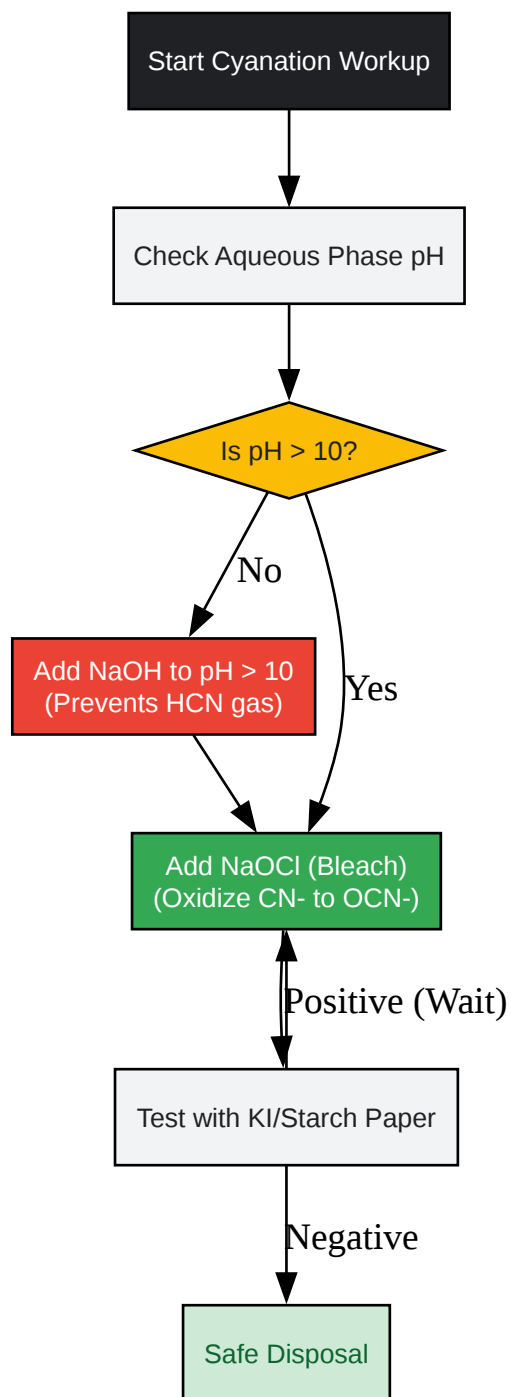 Start Cyanation Workup
Check Aqueous Phase pH
Is pH > 10?
No
Add NaOH to pH > 10
(Prevents HCN gas)
Yes
Add NaOCl (Bleach)
(Oxidize CN- to OCN-)
Positive (Wait)
Test with KI/Starch Paper
Negative
Safe Disposal